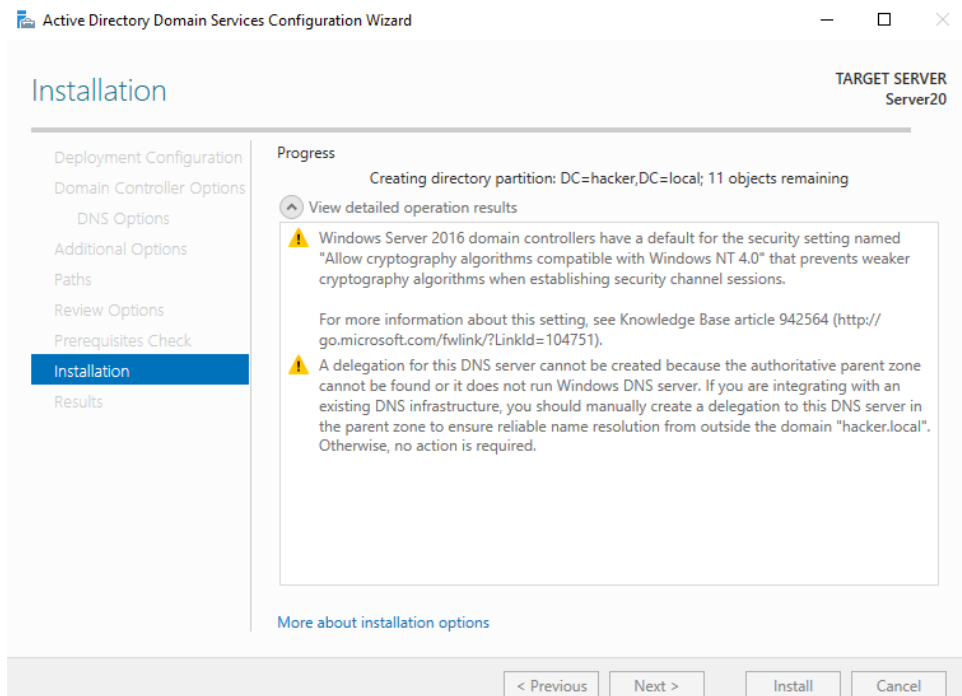 Active Directory Domain Services Configuration Wizard
Installation
TARGET SERVER
Server20
Deployment Configuration
Domain Controller Options
DNS Options
Additional Options
Paths
Review Options
Prerequisites Check
Installation
Results
Progress
Creating directory partition: DC=hacker,DC=local; 11 objects remaining
View detailed operation results
Windows Server 2016 domain controllers have a default for the security setting named
"Allow cryptography algorithms compatible with Windows NT 4.0" that prevents weaker
cryptography algorithms when establishing security channel sessions.
For more information about this setting, see Knowledge Base article 942564 (http://
go.microsoft.com/fwlink/?LinkId=104751).
A delegation for this DNS server cannot be created because the authoritative parent zone
cannot be found or it does not run Windows DNS server. If you are integrating with an
existing DNS infrastructure, you should manually create a delegation to this DNS server in
the parent zone to ensure reliable name resolution from outside the domain "hacker.local".
Otherwise, no action is required.
More about installation options
< Previous
Next >
Install
Cancel